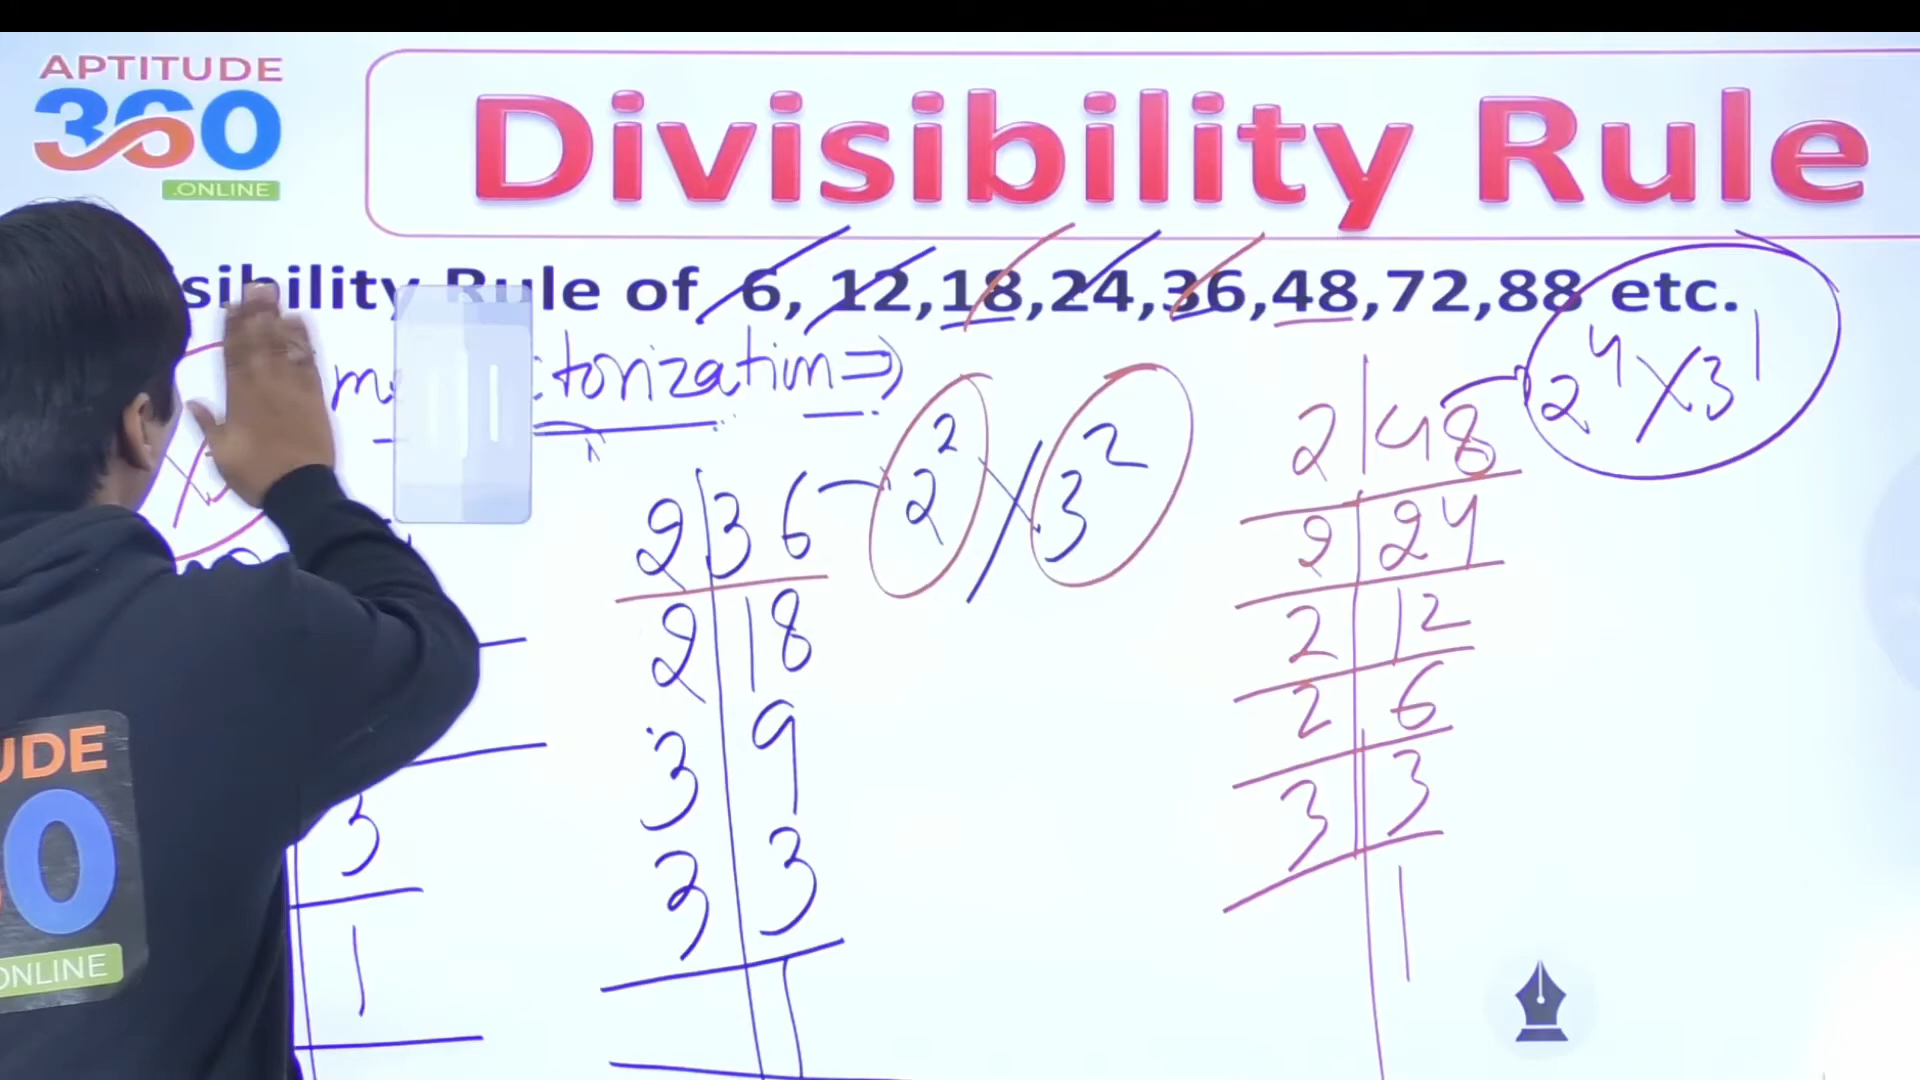 APTITUDE
360
.ONLINE
Divisibility Rule
sibility Rule of 6, 12,18,24,36,48,72,88 etc.
torization ⇒
2⁴ × 3¹
2² × 3²
2 | 48
2 | 24
2 | 12
2 | 6
3 | 3
1
2 | 36
2 | 18
3 9
3 3
1
3
1
UDE
0
ONLINE